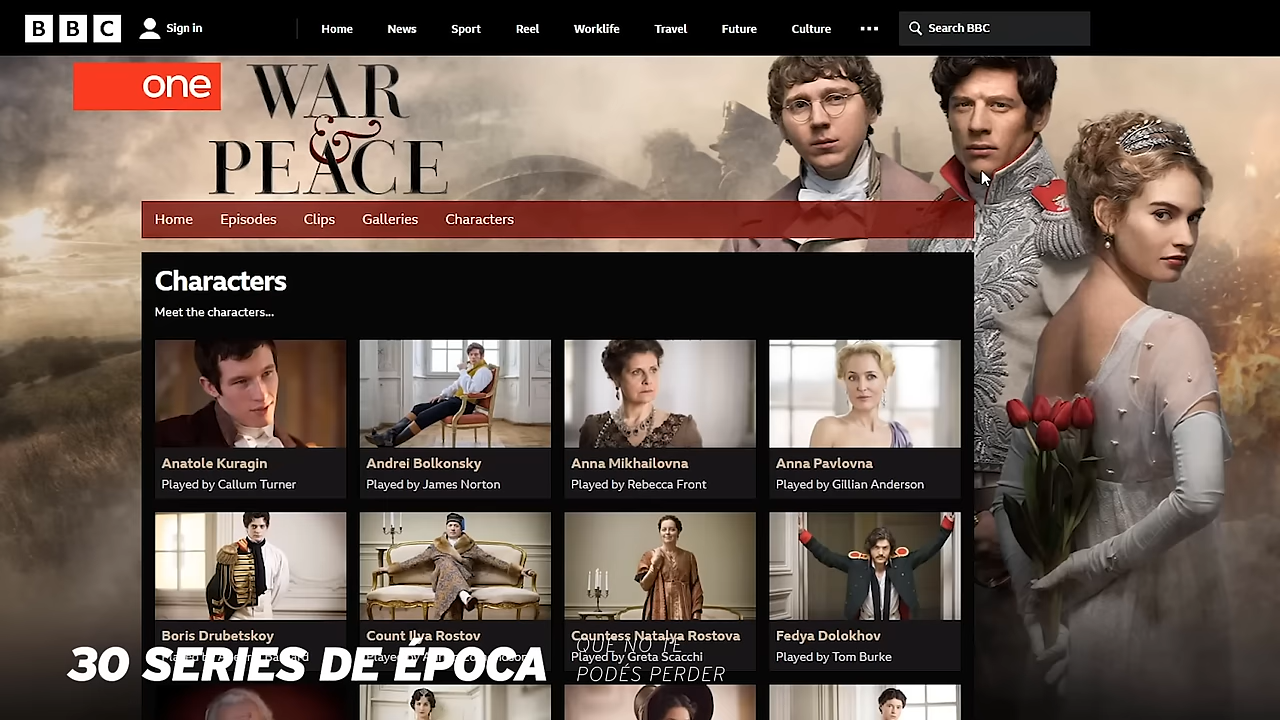 BBC
Sign in
Home
News
Sport
Reel
Worklife
Travel
Future
Culture
Search BBC
one
WAR
&
PEACE
Home
Episodes
Clips
Galleries
Characters
Characters
Meet the characters...
Anatole Kuragin
Played by Callum Turner
Andrei Bolkonsky
Played by James Norton
Anna Mikhailovna
Played by Rebecca Front
Anna Pavlovna
Played by Gillian Anderson
Boris Drubetskoy
Played by
Count Ilya Rostov
Played by
Countess Natalya Rostova
Played by Greta Scacchi
Fedya Dolokhov
Played by Tom Burke
30 SERIES DE ÉPOCA
QUE NO TE
PODÉS PERDER